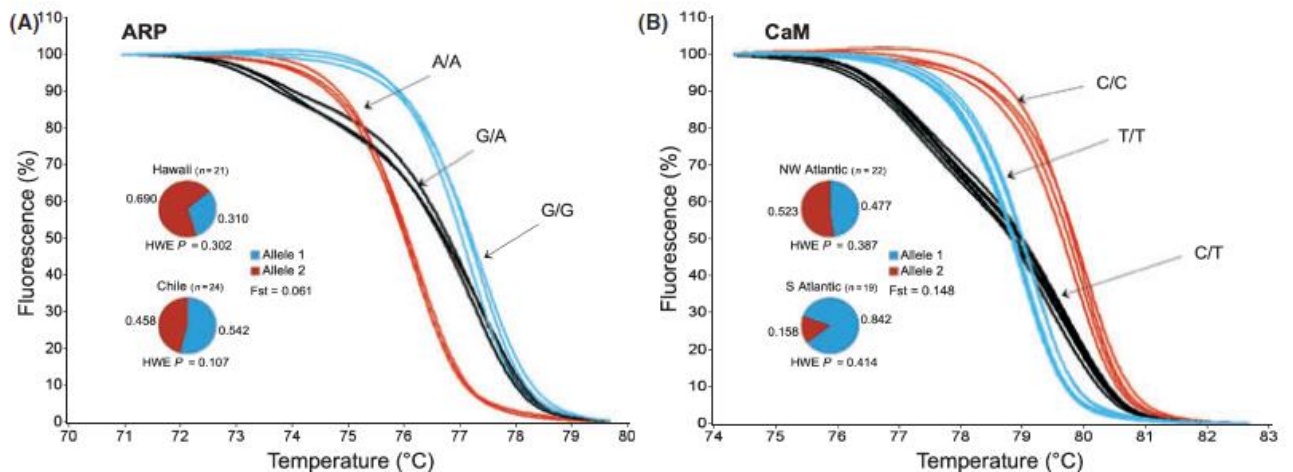 (A)
ARP
110
100
90
80
70
60
50
40
30
20
10
0
Fluorescence (%)
A/A
G/A
G/G
Hawaii (n=21)
0.690
0.310
HWE P = 0.302
Allele 1
Allele 2
Fst = 0.061
Chile (n=24)
0.458
0.542
HWE P = 0.107
70 71 72 73 74 75 76 77 78 79 80
Temperature (°C)
(B)
CaM
110
100
90
80
70
60
50
40
30
20
10
0
Fluorescence (%)
C/C
T/T
C/T
NW Atlantic (n=22)
0.523
0.477
HWE P = 0.387
Allele 1
Allele 2
Fst = 0.148
S Atlantic (n=19)
0.158
0.842
HWE P = 0.414
74 75 76 77 78 79 80 81 82 83
Temperature (°C)